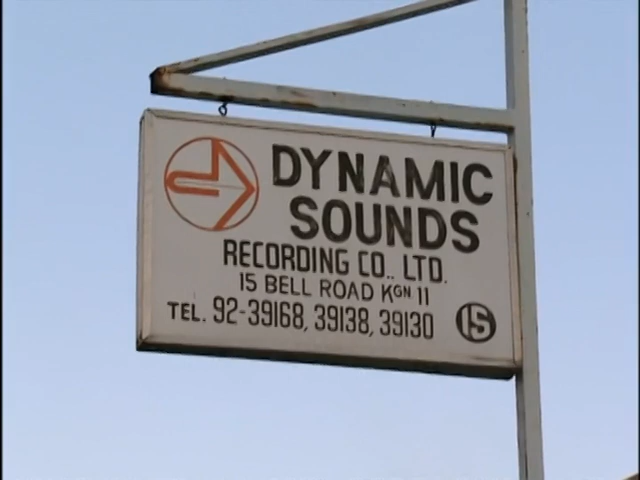 DYNAMIC
SOUNDS
RECORDING CO., LTD.
15 BELL ROAD KGN 11
TEL. 92-39168, 39138, 39130
15